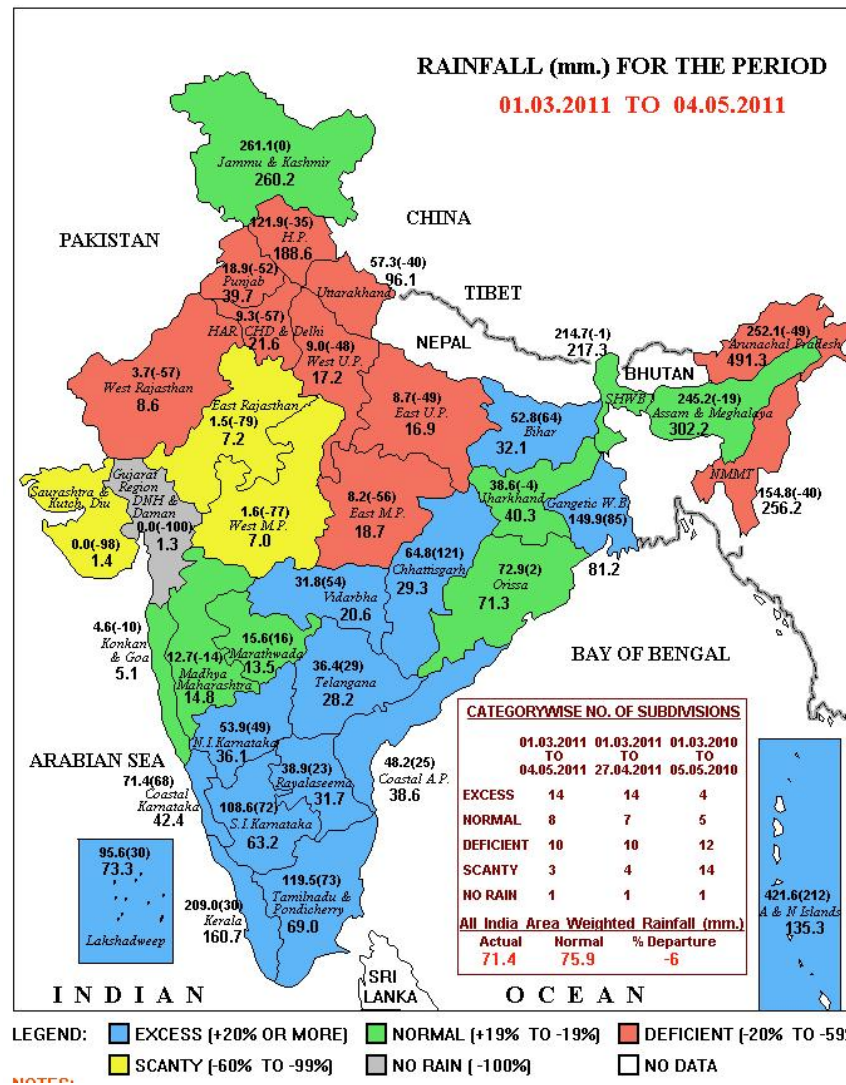 RAINFALL (mm.) FOR THE PERIOD
01.03.2011 TO 04.05.2011
261.1(0)
Jammu & Kashmir
260.2
CHINA
PAKISTAN
121.9(-35)
H.P.
188.6
18.9(-52)
Punjab
39.7
57.3(-40)
96.1
Uttarakhand
TIBET
9.3(-57)
HAR. CHD & Delhi
21.6
9.0(-48)
West U.P.
17.2
NEPAL
214.7(-1)
217.3
252.1(-49)
Arunachal Pradesh
491.3
BHUTAN
3.7(-57)
West Rajasthan
8.6
SHWB
245.2(-19)
Assam & Meghalaya
302.2
East Rajasthan
1.5(-79)
7.2
8.7(-49)
East U.P.
16.9
52.8(64)
Bihar
32.1
NMMT
154.8(-40)
256.2
Saurashtra &
Kutch, Diu
0.0(-98)
1.4
Gujarat
Region
DNH &
Daman
0.0(-100)
1.3
1.6(-77)
West M.P.
7.0
8.2(-56)
East M.P.
18.7
38.6(-4)
Jharkhand
40.3
Gangetic W.B.
149.9(85)
81.2
64.8(121)
Chhattisgarh
29.3
72.9(2)
Orissa
71.3
31.8(54)
Vidarbha
20.6
4.6(-10)
Konkan
& Goa
5.1
12.7(-14)
Madhya
Maharashtra
14.8
15.6(16)
Marathwada
13.5
36.4(29)
Telangana
28.2
BAY OF BENGAL
53.9(49)
N.I.Karnataka
36.1
ARABIAN SEA
71.4(68)
Coastal
Karnataka
42.4
38.9(23)
Rayalaseema
31.7
48.2(25)
Coastal A.P.
38.6
108.6(72)
S.I.Karnataka
63.2
95.6(30)
73.3
Lakshadweep
209.0(30)
Kerala
160.7
119.5(73)
Tamilnadu &
Pondicherry
69.0
421.6(212)
A & N Islands
135.3
CATEGORYWISE NO. OF SUBDIVISIONS
01.03.2011 01.03.2011 01.03.2010
TO TO TO
04.05.2011 27.04.2011 05.05.2010
EXCESS 14 14 4
NORMAL 8 7 5
DEFICIENT 10 10 12
SCANTY 3 4 14
NO RAIN 1 1 1
All India Area Weighted Rainfall (mm.)
Actual Normal % Departure
71.4 75.9 -6
SRI
LANKA
INDIAN OCEAN
LEGEND: EXCESS (+20% OR MORE) NORMAL (+19% TO -19%) DEFICIENT (-20% TO -59%
SCANTY (-60% TO -99%) NO RAIN (-100%) NO DATA
NOTES: